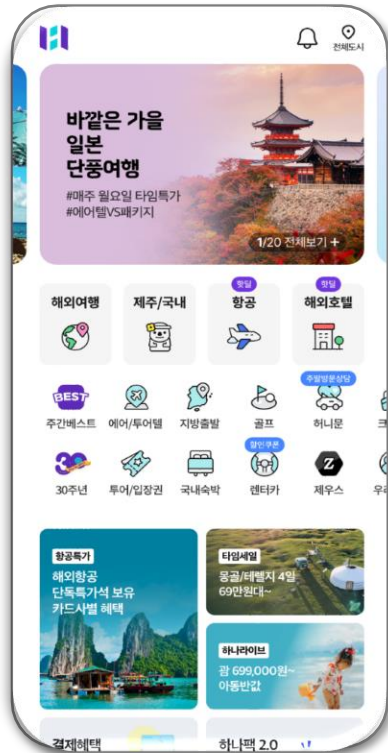 전체도시
바깥은 가을
일본
단풍여행
#매주 월요일 타임특가
#에어텔VS패키지
1/20 전체보기 +
핫딜
핫딜
해외여행
제주/국내
항공
해외호텔
주말방문상담
BEST
주간베스트
에어/투어텔
지방출발
골프
허니문
할인쿠폰
30
30주년
투어/입장권
국내숙박
렌터카
Z
제우스
항공특가
해외항공
단독특가석 보유
카드사별 혜택
타임세일
몽골/테렐지 4일
69만원대~
하나라이브
괌 699,000원~
아동반값
결제혜택
하나팩 2.0